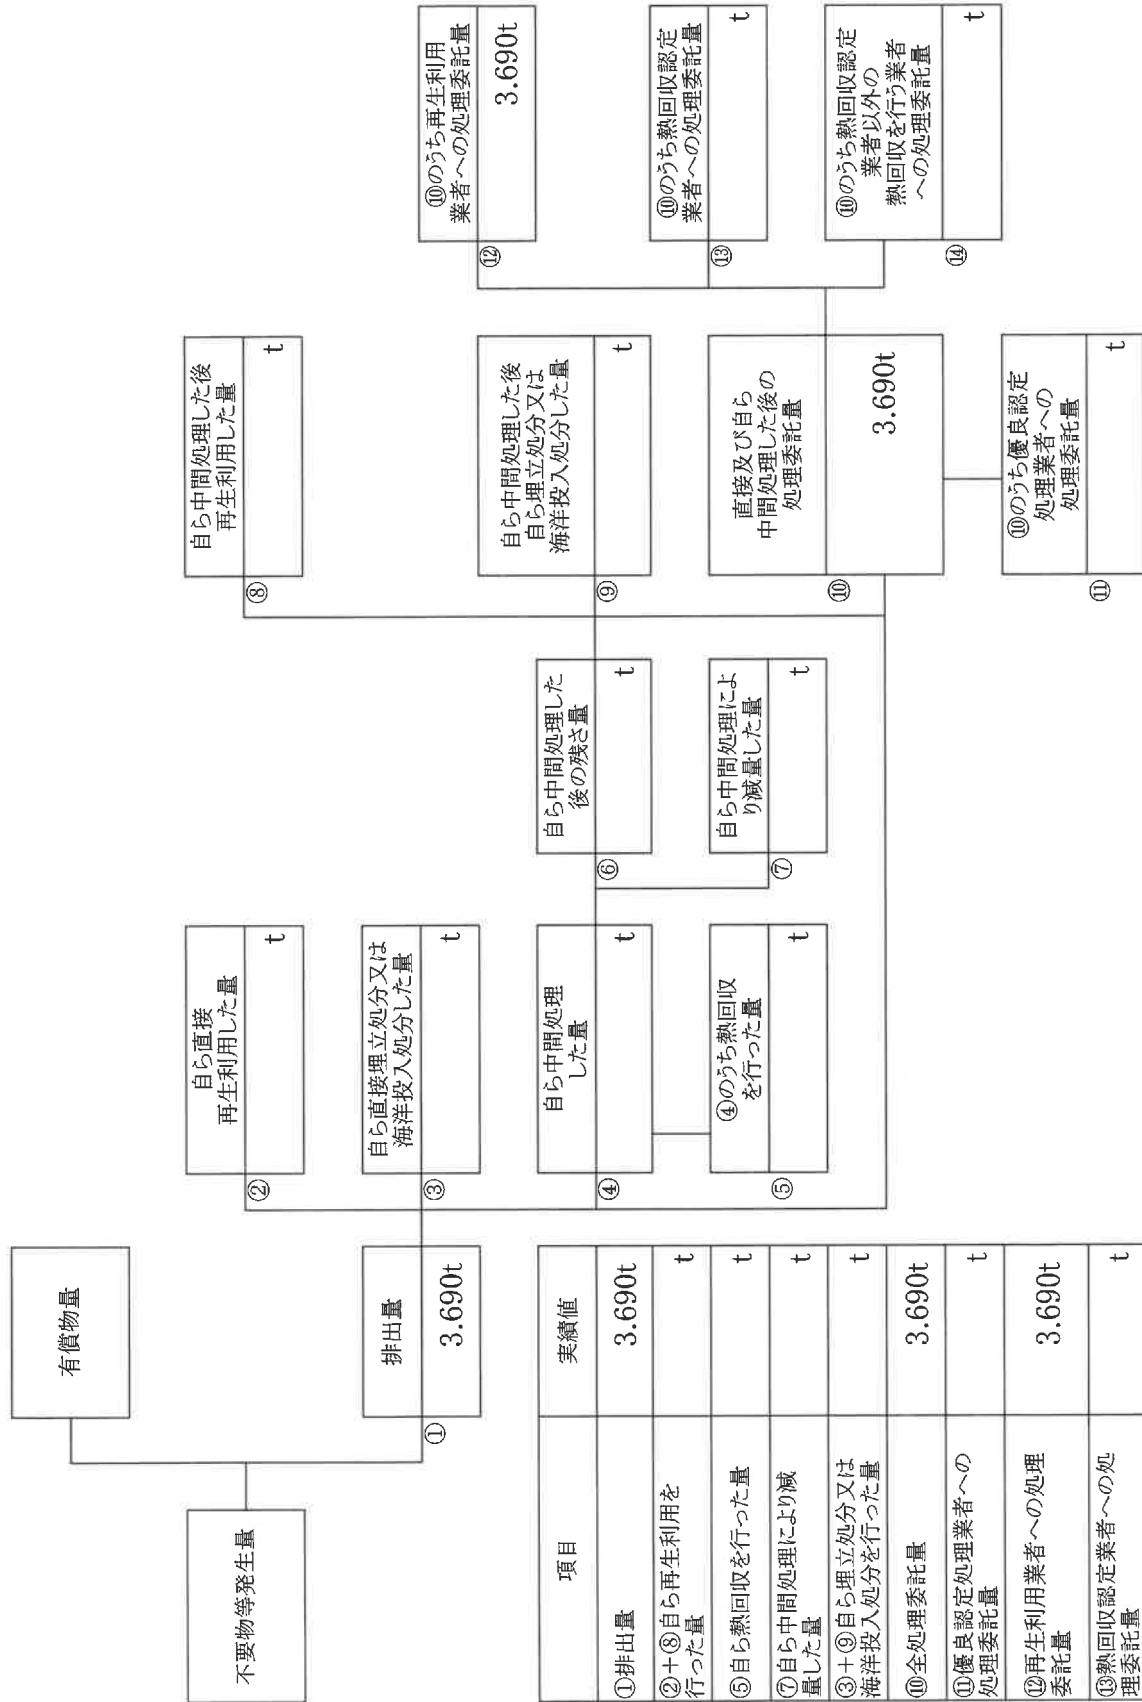 不要物等発生量
有償物量
①
排出量
3.690t
②
自ら直接
再生利用した量
t
③
自ら直接埋立処分又は
海洋投入処分した量
t
④
自ら中間処理
した量
t
⑤
④のうち熱回収
を行った量
t
⑥
自ら中間処理した
後の残さ量
t
⑦
自ら中間処理によ
り減量した量
t
⑧
自ら中間処理した後
再生利用した量
t
⑨
自ら中間処理した後
自ら埋立処分又は
海洋投入処分した量
t
⑩
直接及び自ら
中間処理した後の
処理委託量
3.690t
⑪
⑩のうち優良認定
処理業者への
処理委託量
t
⑫
⑩のうち再生利用
業者への処理委託量
3.690t
⑬
⑩のうち熱回収認定
業者への処理委託量
t
⑭
⑩のうち熱回収認定
業者以外の
熱回収を行う業者
への処理委託量
t
項目 実績値
①排出量 3.690t
②+⑧自ら再生利用を
行った量 t
⑤自ら熱回収を行った量 t
⑦自ら中間処理により減
量した量 t
③+⑨自ら埋立処分又は
海洋投入処分を行った量 t
⑩全処理委託量 3.690t
⑪優良認定処理業者への
処理委託量 t
⑫再生利用業者への処理
委託量 3.690t
⑬熱回収認定業者への処
理委託量 t